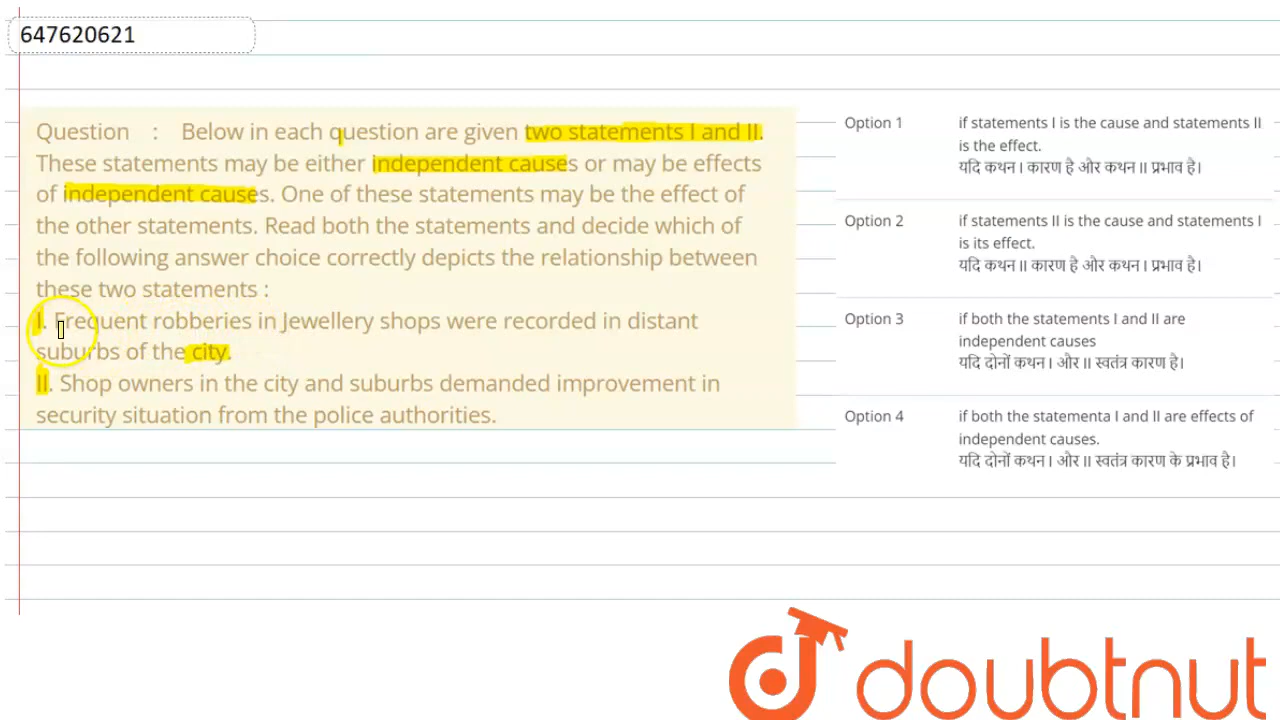 647620621
Question : Below in each question are given two statements I and II.
These statements may be either independent causes or may be effects
of independent causes. One of these statements may be the effect of
the other statements. Read both the statements and decide which of
the following answer choice correctly depicts the relationship between
these two statements :
I. Frequent robberies in Jewellery shops were recorded in distant
suburbs of the city.
II. Shop owners in the city and suburbs demanded improvement in
security situation from the police authorities.
Option 1 if statements I is the cause and statements II
is the effect.
यदि कथन I कारण है और कथन II प्रभाव है।
Option 2 if statements II is the cause and statements I
is its effect.
यदि कथन II कारण है और कथन I प्रभाव है।
Option 3 if both the statements I and II are
independent causes
यदि दोनों कथन I और II स्वतंत्र कारण है।
Option 4 if both the statementa I and II are effects of
independent causes.
यदि दोनों कथन I और II स्वतंत्र कारण के प्रभाव है।
doubtnut